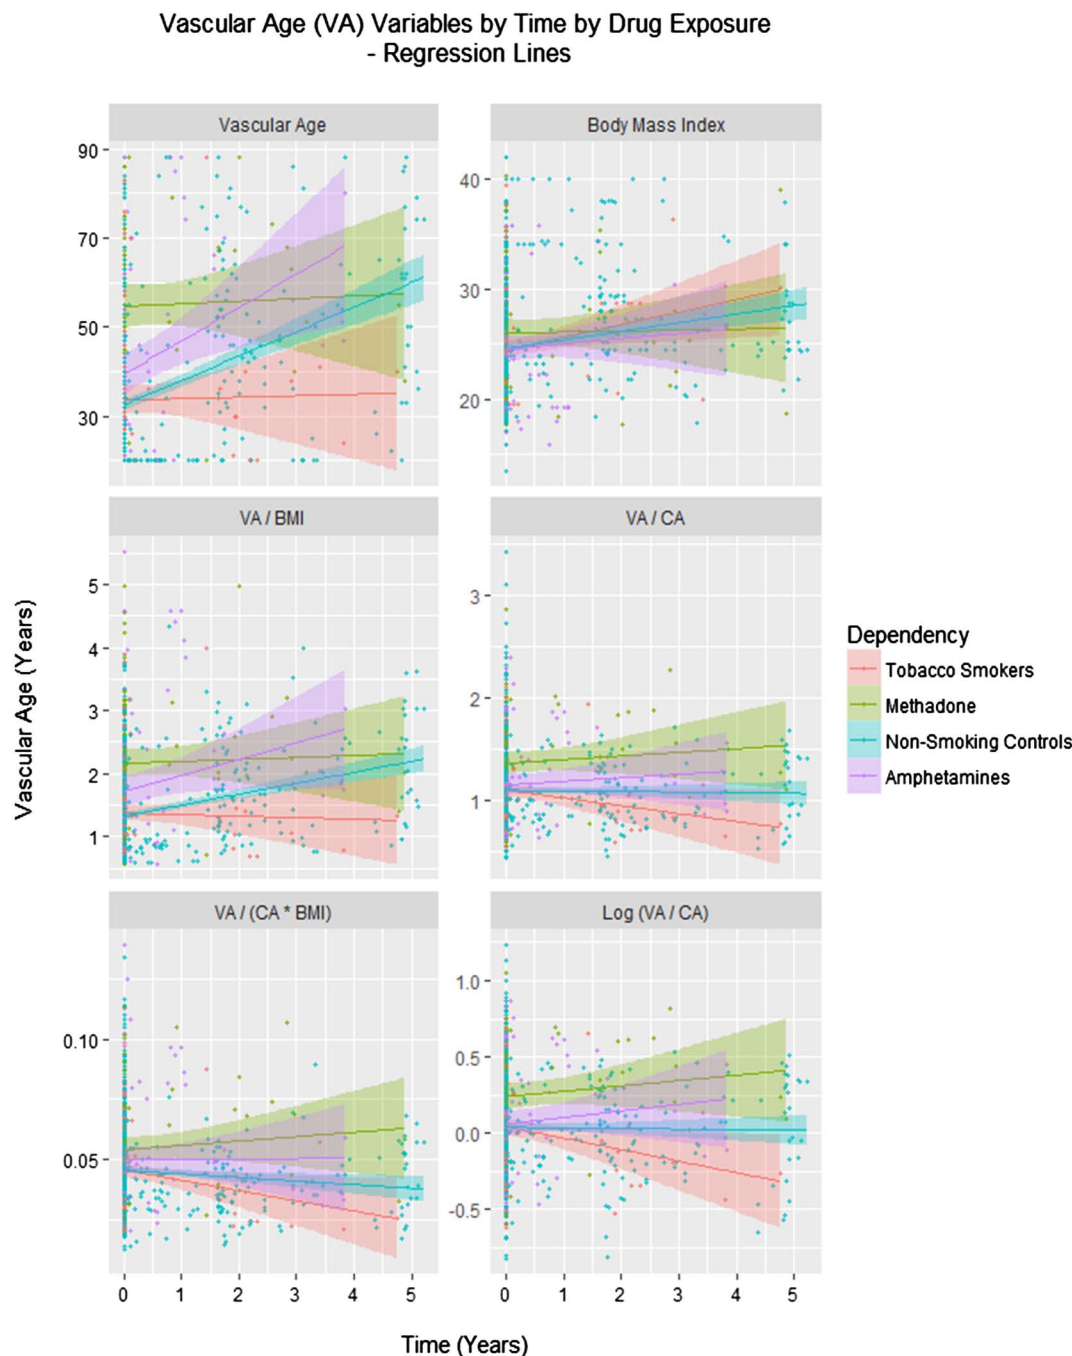 Vascular Age (VA) Variables by Time by Drug Exposure
- Regression Lines
Vascular Age
Body Mass Index
90
70
50
30
40
30
20
VA / BMI
VA / CA
5
4
3
2
1
3
2
1
Vascular Age (Years)
Dependency
Tobacco Smokers
Methadone
Non-Smoking Controls
Amphetamines
VA / (CA * BMI)
Log (VA / CA)
0.10
0.05
1.0
0.5
0.0
-0.5
0 1 2 3 4 5
0 1 2 3 4 5
Time (Years)